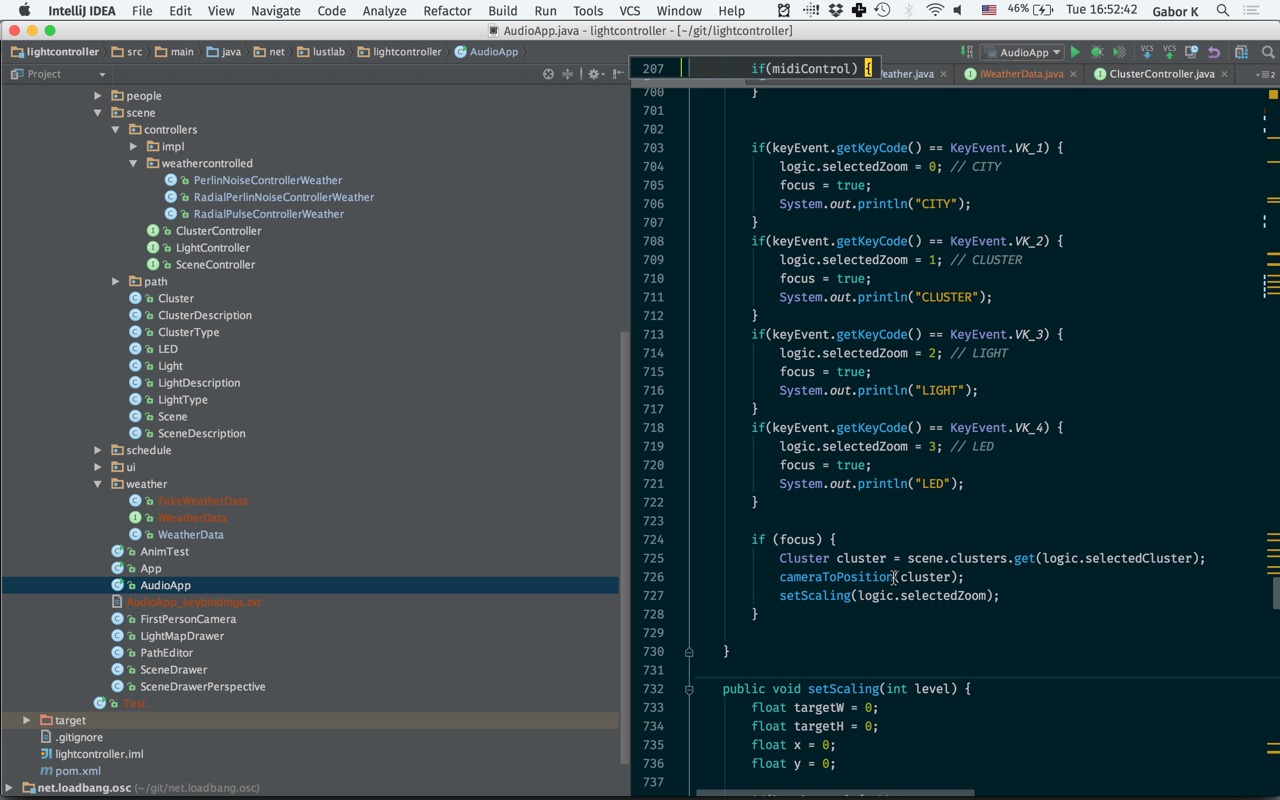 IntelliJ IDEA File Edit View Navigate Code Analyze Refactor Build Run Tools VCS Window Help 46% Tue 16:52:42 Gabor K
AudioApp.java - lightcontroller - [~/git/lightcontroller]
lightcontroller src main java net lustlab lightcontroller AudioApp AudioApp VCS VCS
Project
207 if(midiControl) {
eather.java IWeatherData.java ClusterController.java
people
scene
controllers
impl
weathercontrolled
PerlinNoiseControllerWeather
RadialPerlinNoiseControllerWeather
RadialPulseControllerWeather
ClusterController
LightController
SceneController
path
Cluster
ClusterDescription
ClusterType
LED
Light
LightDescription
LightType
Scene
SceneDescription
schedule
ui
weather
FakeWeatherData
IWeatherData
WeatherData
AnimTest
App
AudioApp
AudioApp_keybindings.txt
FirstPersonCamera
LightMapDrawer
PathEditor
SceneDrawer
SceneDrawerPerspective
Test
target
.gitignore
lightcontroller.iml
pom.xml
net.loadbang.osc (~/git/net.loadbang.osc)
700 }
701
702
703 if(keyEvent.getKeyCode() == KeyEvent.VK_1) {
704 logic.selectedZoom = 0; // CITY
705 focus = true;
706 System.out.println("CITY");
707 }
708 if(keyEvent.getKeyCode() == KeyEvent.VK_2) {
709 logic.selectedZoom = 1; // CLUSTER
710 focus = true;
711 System.out.println("CLUSTER");
712 }
713 if(keyEvent.getKeyCode() == KeyEvent.VK_3) {
714 logic.selectedZoom = 2; // LIGHT
715 focus = true;
716 System.out.println("LIGHT");
717 }
718 if(keyEvent.getKeyCode() == KeyEvent.VK_4) {
719 logic.selectedZoom = 3; // LED
720 focus = true;
721 System.out.println("LED");
722 }
723
724 if (focus) {
725 Cluster cluster = scene.clusters.get(logic.selectedCluster);
726 cameraToPosition(cluster);
727 setScaling(logic.selectedZoom);
728 }
729
730 }
731
732 public void setScaling(int level) {
733 float targetW = 0;
734 float targetH = 0;
735 float x = 0;
736 float y = 0;
737